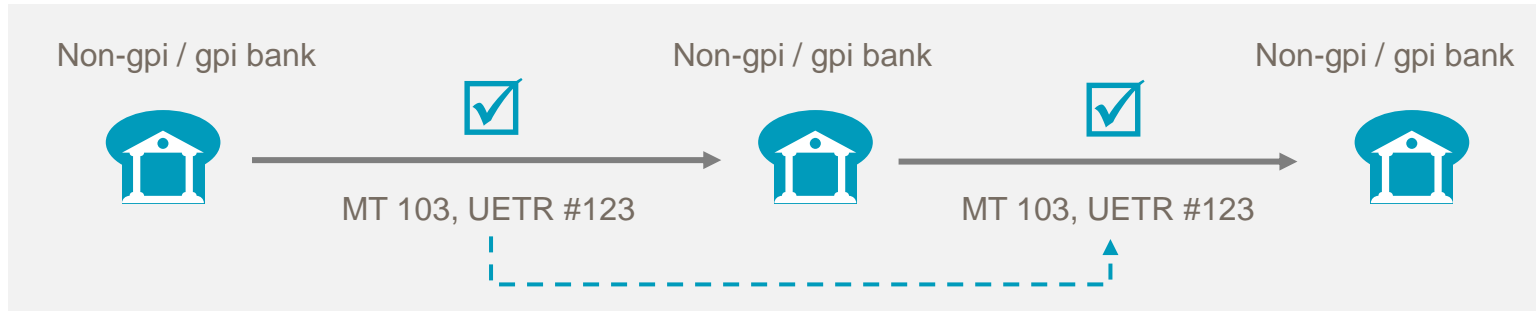 Non-gpi / gpi bank
Non-gpi / gpi bank
Non-gpi / gpi bank
MT 103, UETR #123
MT 103, UETR #123